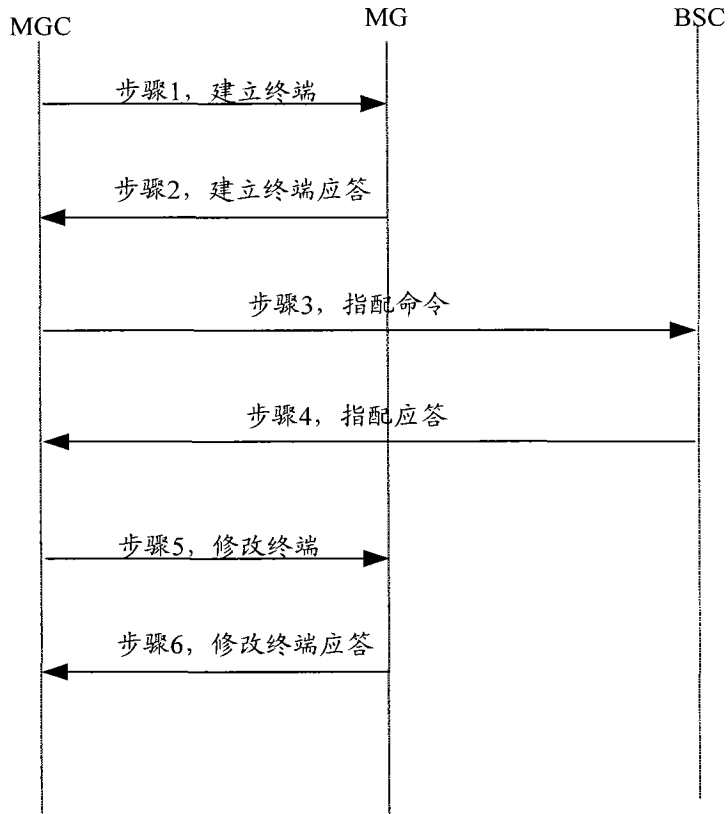 MGC
MG
BSC
步骤1，建立终端
步骤2，建立终端应答
步骤3，指配命令
步骤4，指配应答
步骤5，修改终端
步骤6，修改终端应答